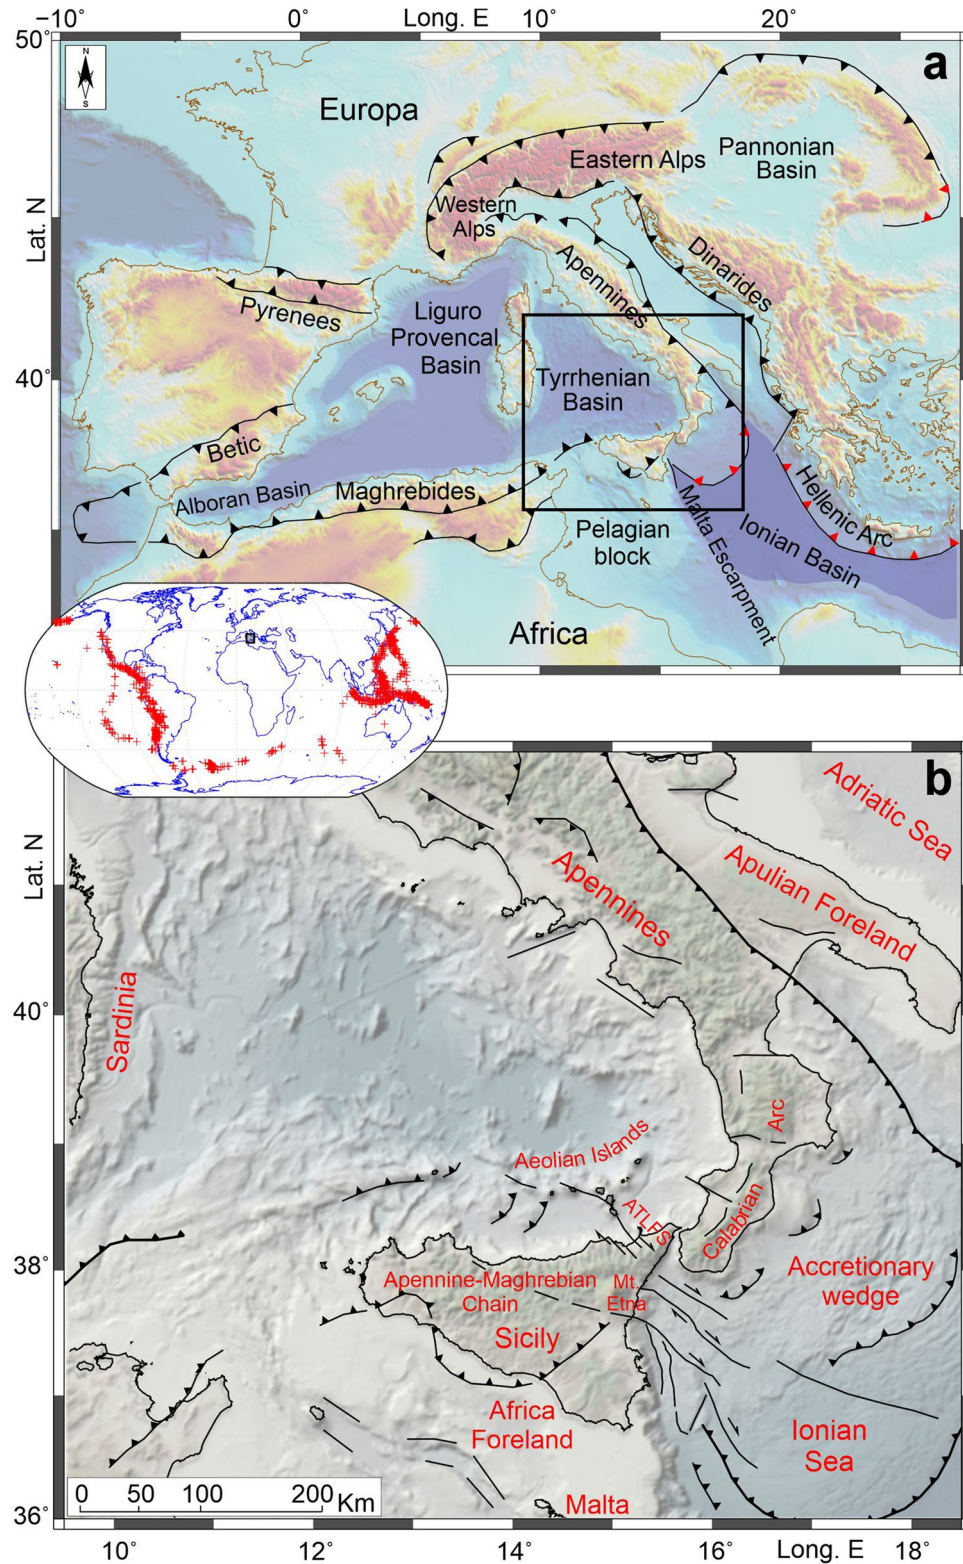 −10° 0° Long. E 10° 20°
50°
N
S
a
Europa
Pannonian
Basin
Eastern Alps
Western
Alps
Lat. N
Apennines
Dinarides
Pyrenees
Liguro
Provencal
Basin
40°
Tyrrhenian
Basin
Betic
Alboran Basin
Maghrebides
Hellenic Arc
Malta Escarpment
Ionian Basin
Pelagian
block
Africa
b
Adriatic Sea
Lat. N
Apennines
Apulian Foreland
Sardinia
40°
Arc
Aeolian Islands
ATLFS
Calabrian
38°
Apennine-Maghrebian
Chain
Mt.
Etna
Accretionary
wedge
Sicily
Africa
Foreland
Ionian
Sea
0 50 100 200 Km
Malta
36°
10° 12° 14° 16° Long. E 18°